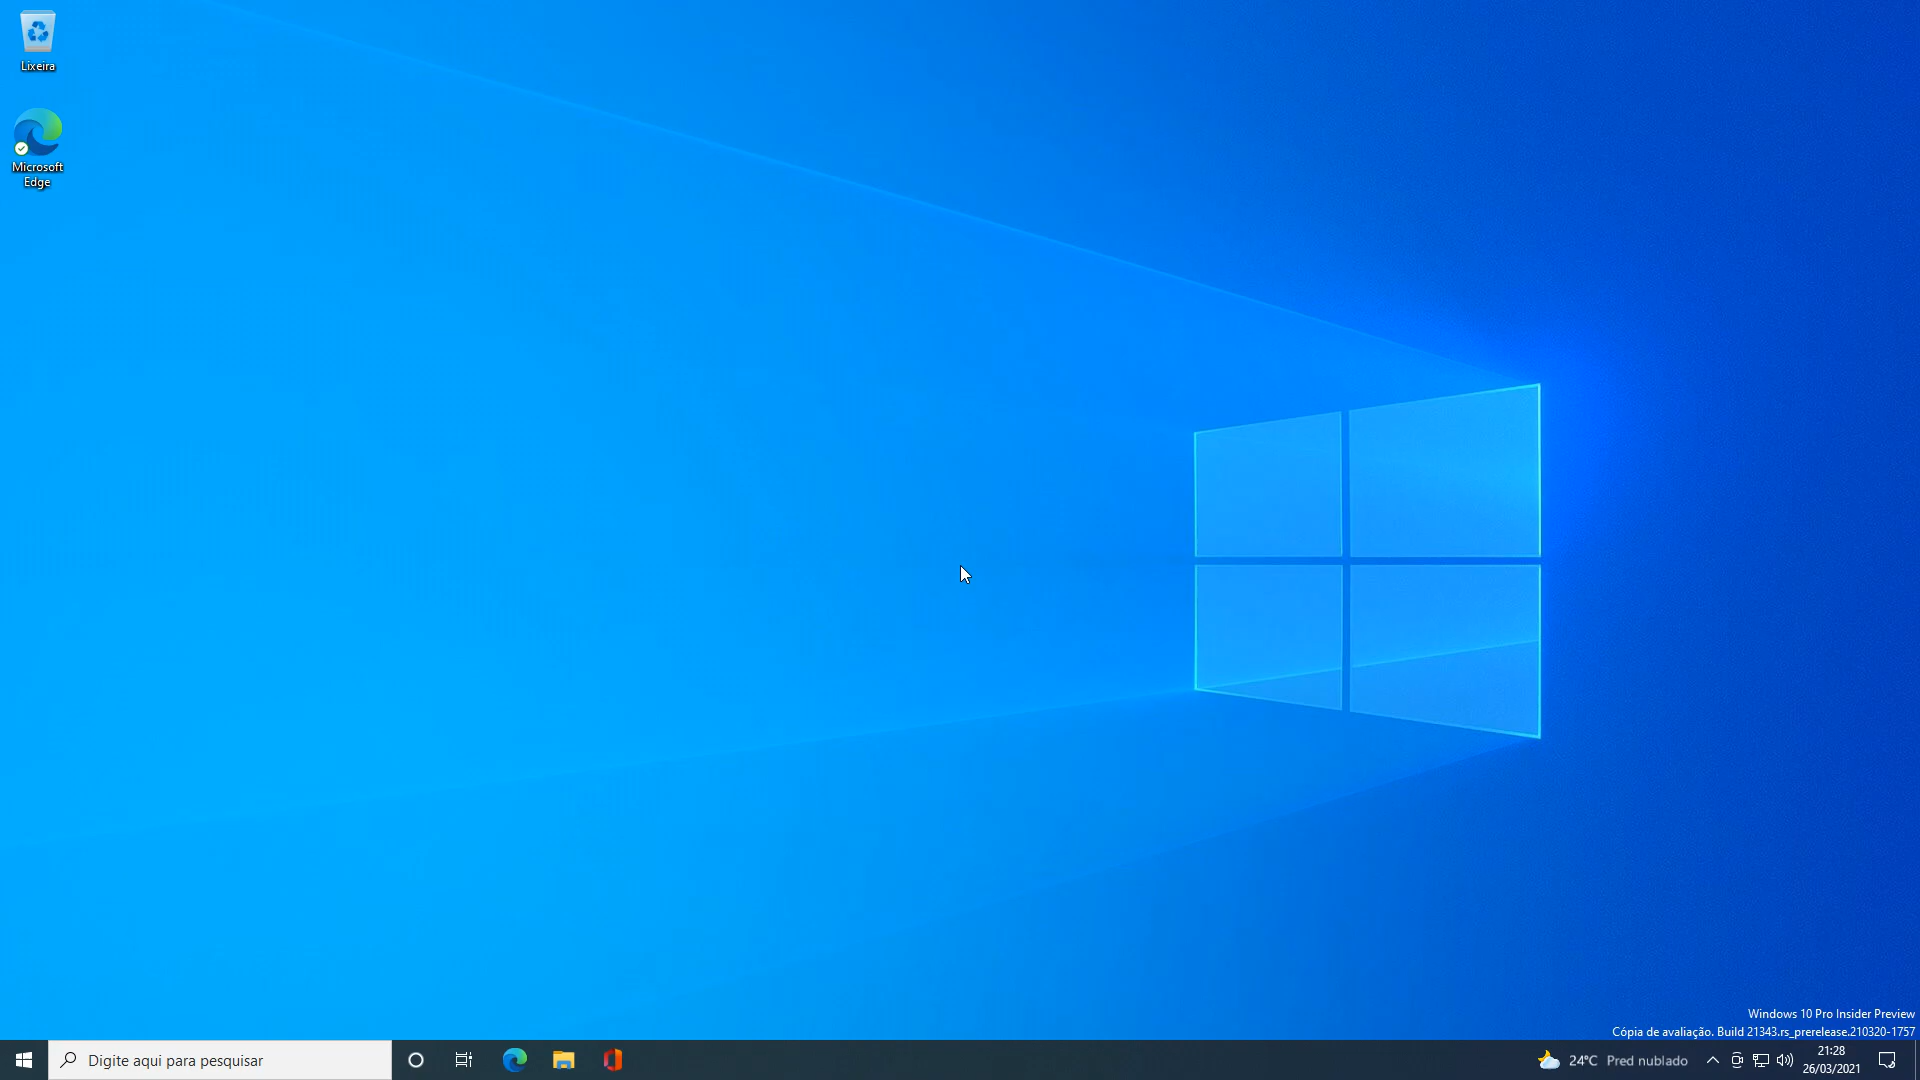 Lixeira
Microsoft
Edge
Windows 10 Pro Insider Preview
Cópia de avaliação. Build 21343.rs_prerelease.210320-1757
Digite aqui para pesquisar
24°C Pred nublado
21:28
26/03/2021